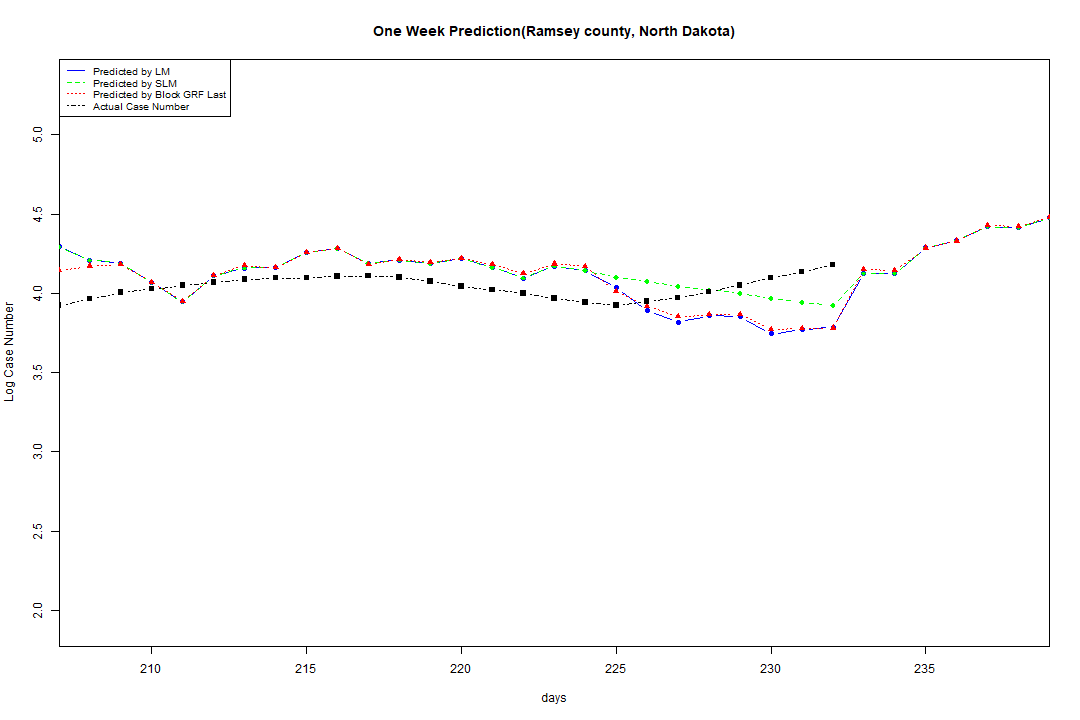 One Week Prediction(Ramsey county, North Dakota)
Predicted by LM
Predicted by SLM
Predicted by Block GRF Last
Actual Case Number
5.0
4.5
4.0
3.5
3.0
2.5
2.0
Log Case Number
210 215 220 225 230 235
days